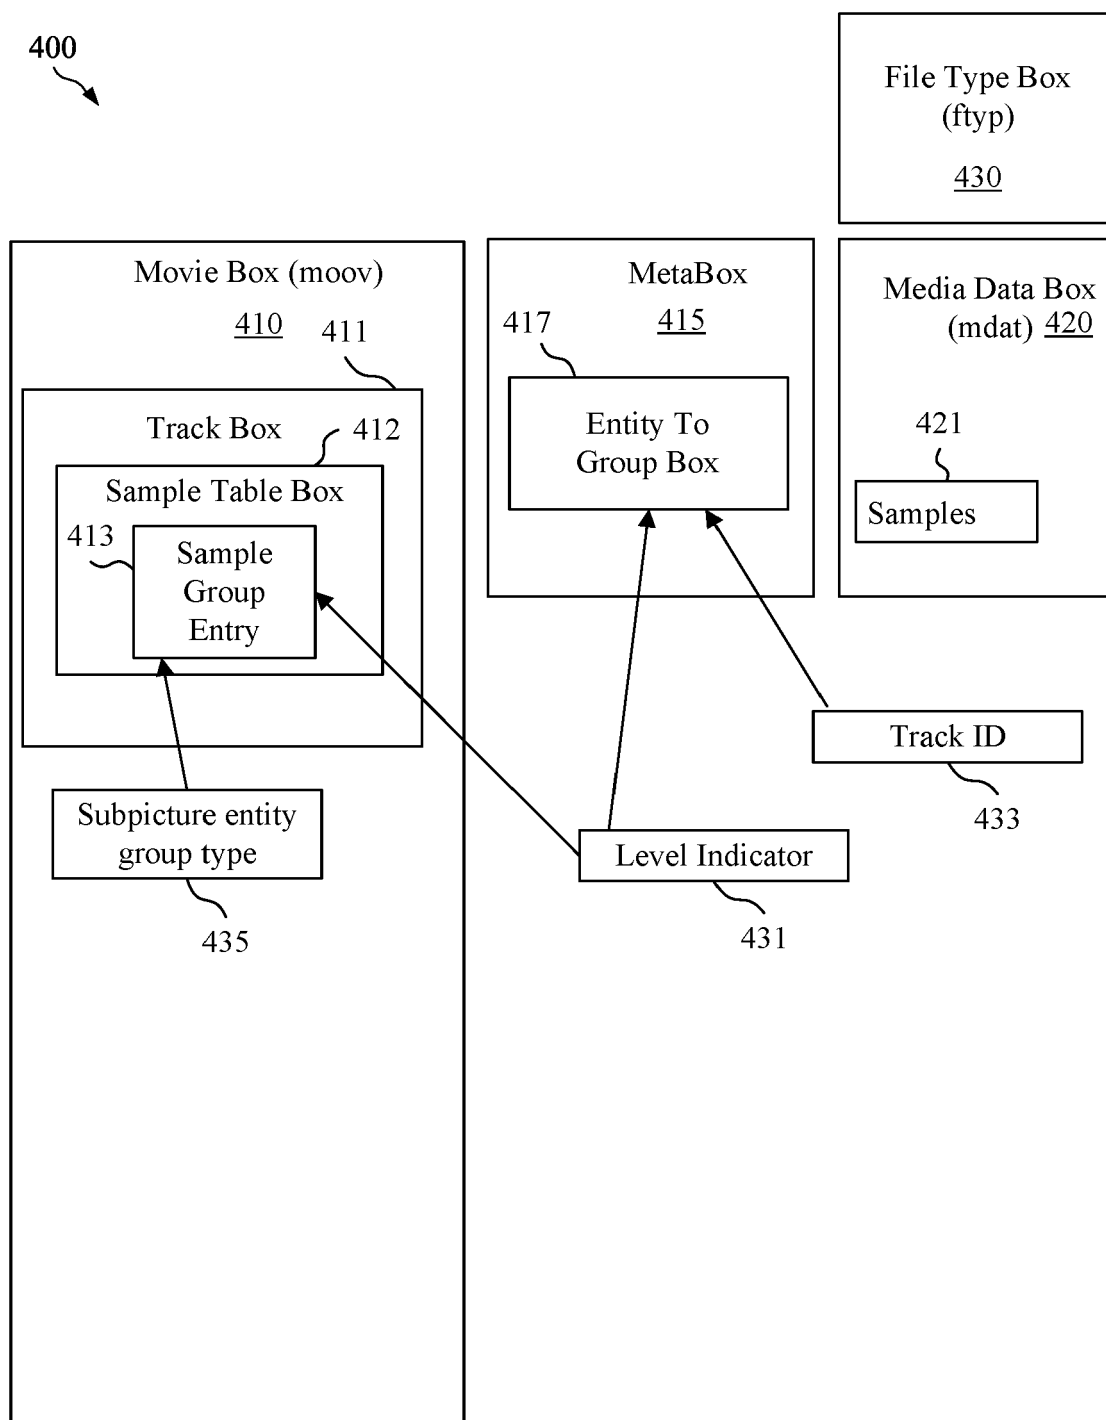 400
File Type Box
(ftyp)
430
Movie Box (moov)
410
411
Track Box
412
Sample Table Box
413
Sample
Group
Entry
Subpicture entity
group type
435
MetaBox
415
417
Entity To
Group Box
Media Data Box
(mdat) 420
421
Samples
Track ID
433
Level Indicator
431